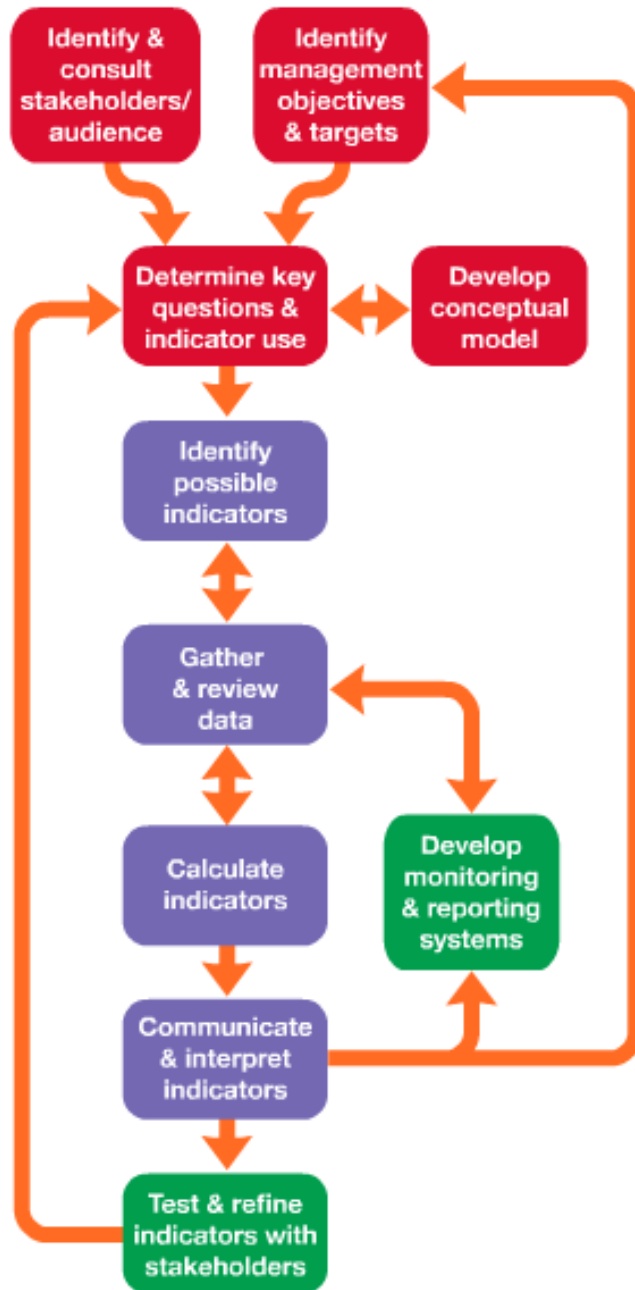 Identify &
consult
stakeholders/
audience
Identify
management
objectives
& targets
Determine key
questions &
indicator use
Develop
conceptual
model
Identify
possible
indicators
Gather
& review
data
Calculate
indicators
Develop
monitoring
& reporting
systems
Communicate
& interpret
indicators
Test & refine
indicators with
stakeholders